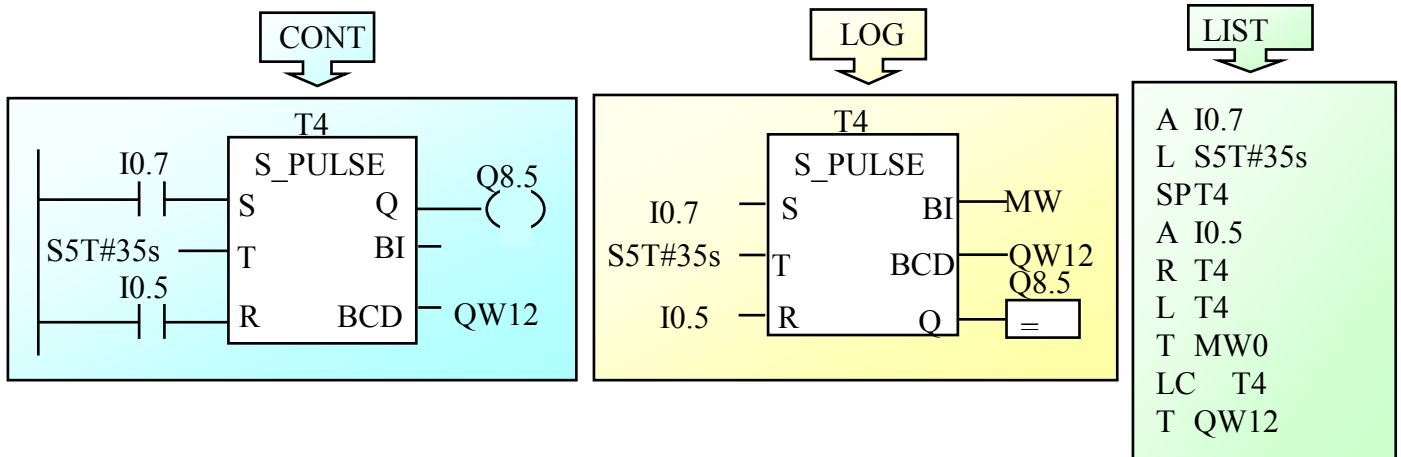 CONT
T4
S_PULSE
I0.7
S
Q
Q8.5
S5T#35s
T
BI
I0.5
R
BCD
QW12
LOG
T4
S_PULSE
I0.7
S
BI
MW
S5T#35s
T
BCD
QW12
Q8.5
I0.5
R
Q
=
LIST
A I0.7
L S5T#35s
SPT4
A I0.5
R T4
L T4
T MW0
LC T4
T QW12